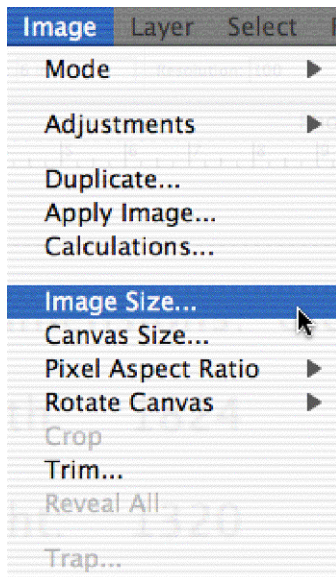 Image Layer Select
Mode
Adjustments
Duplicate...
Apply Image...
Calculations...
Image Size...
Canvas Size...
Pixel Aspect Ratio
Rotate Canvas
Crop
Trim...
Reveal All
Trap...